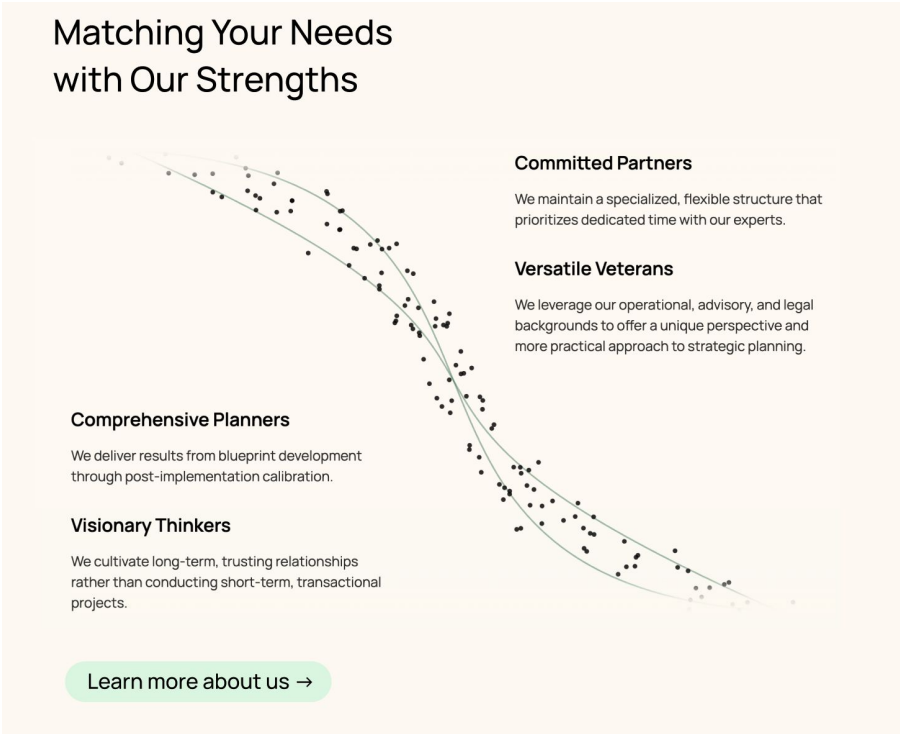 Matching Your Needs
with Our Strengths
Committed Partners
We maintain a specialized, flexible structure that
prioritizes dedicated time with our experts.
Versatile Veterans
We leverage our operational, advisory, and legal
backgrounds to offer a unique perspective and
more practical approach to strategic planning.
Comprehensive Planners
We deliver results from blueprint development
through post-implementation calibration.
Visionary Thinkers
We cultivate long-term, trusting relationships
rather than conducting short-term, transactional
projects.
Learn more about us →